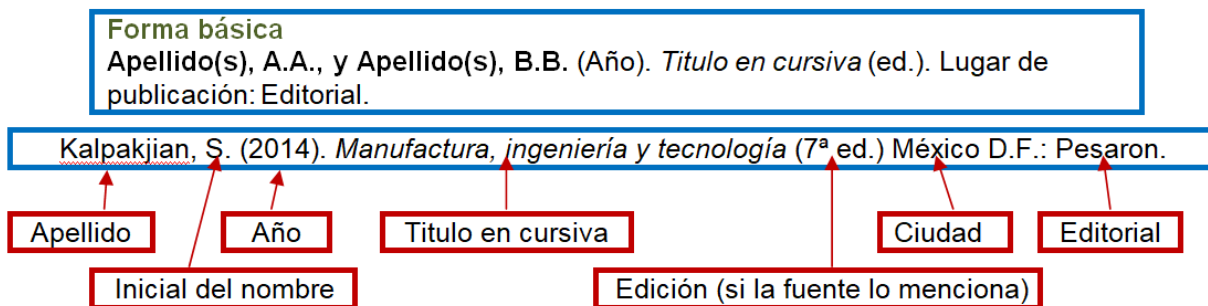 Forma básica
Apellido(s), A.A., y Apellido(s), B.B. (Año). Titulo en cursiva (ed.). Lugar de
publicación: Editorial.
Kalpakjian, S. (2014). Manufactura, ingeniería y tecnología (7ª ed.) México D.F.: Pesaron.
Apellido
Año
Titulo en cursiva
Ciudad
Editorial
Inicial del nombre
Edición (si la fuente lo menciona)